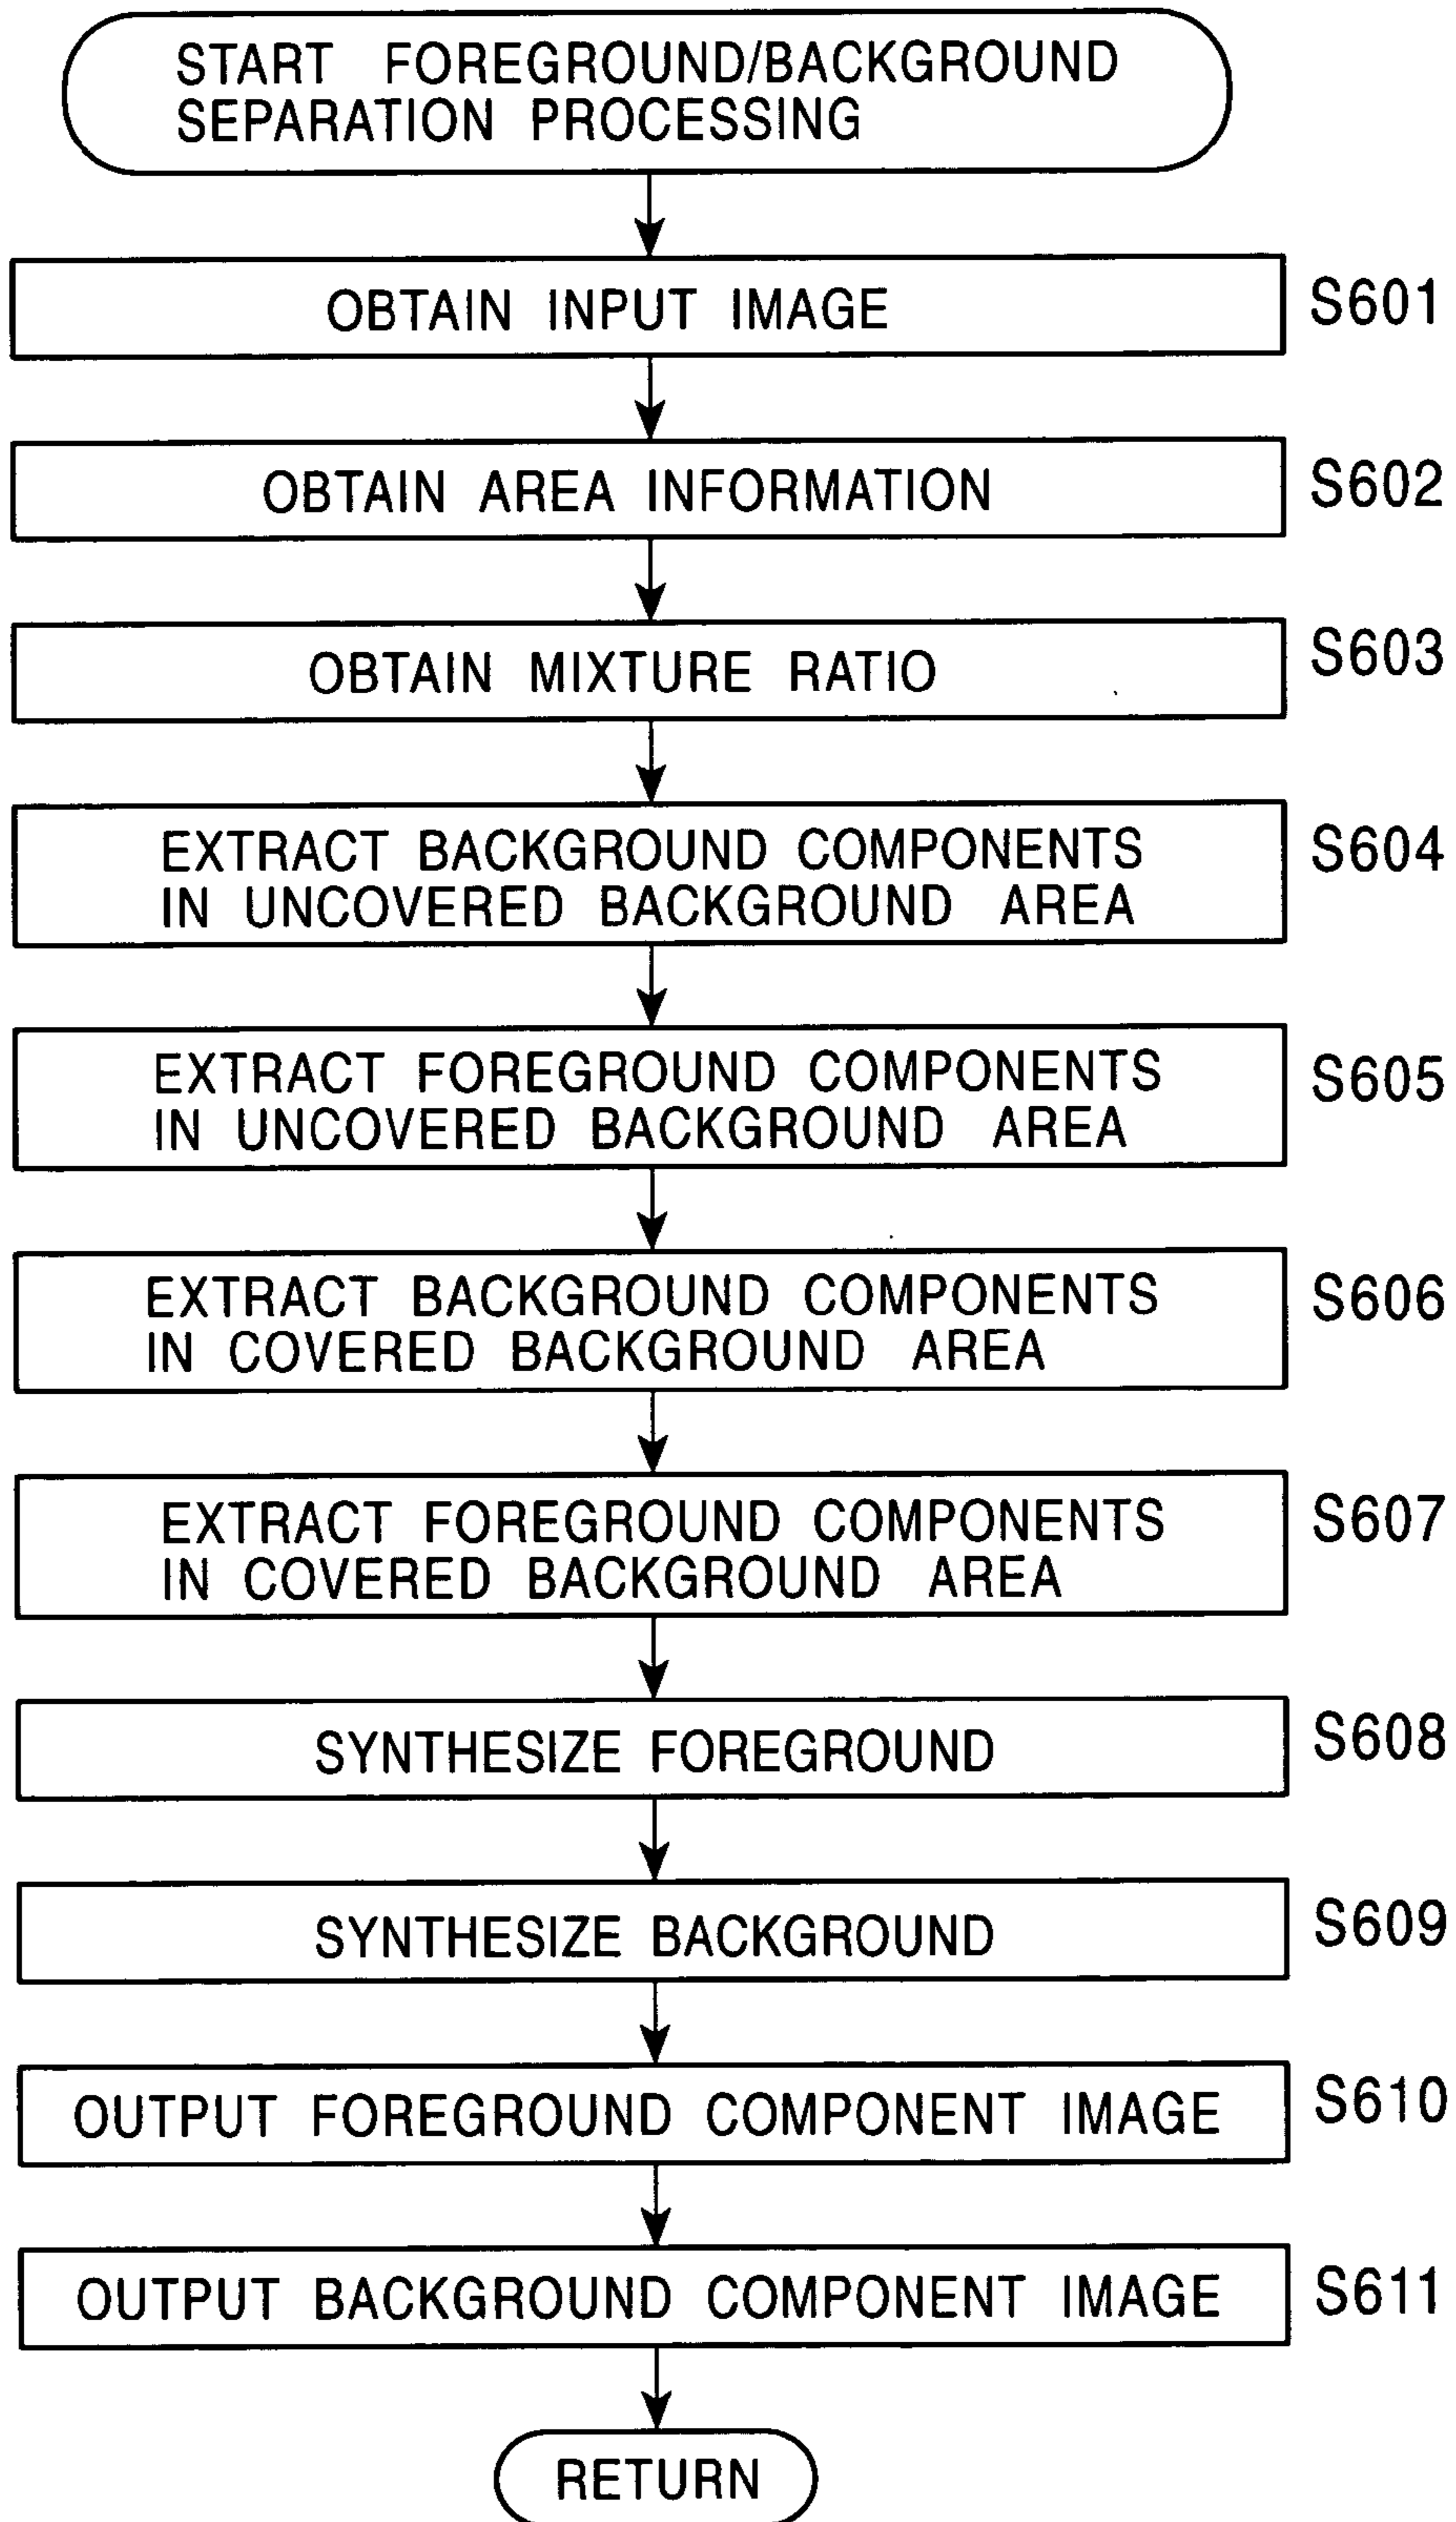 START FOREGROUND/BACKGROUND
SEPARATION PROCESSING
OBTAIN INPUT IMAGE
S601
OBTAIN AREA INFORMATION
S602
OBTAIN MIXTURE RATIO
S603
EXTRACT BACKGROUND COMPONENTS
IN UNCOVERED BACKGROUND AREA
S604
EXTRACT FOREGROUND COMPONENTS
IN UNCOVERED BACKGROUND AREA
S605
EXTRACT BACKGROUND COMPONENTS
IN COVERED BACKGROUND AREA
S606
EXTRACT FOREGROUND COMPONENTS
IN COVERED BACKGROUND AREA
S607
SYNTHESIZE FOREGROUND
S608
SYNTHESIZE BACKGROUND
S609
OUTPUT FOREGROUND COMPONENT IMAGE
S610
OUTPUT BACKGROUND COMPONENT IMAGE
S611
RETURN